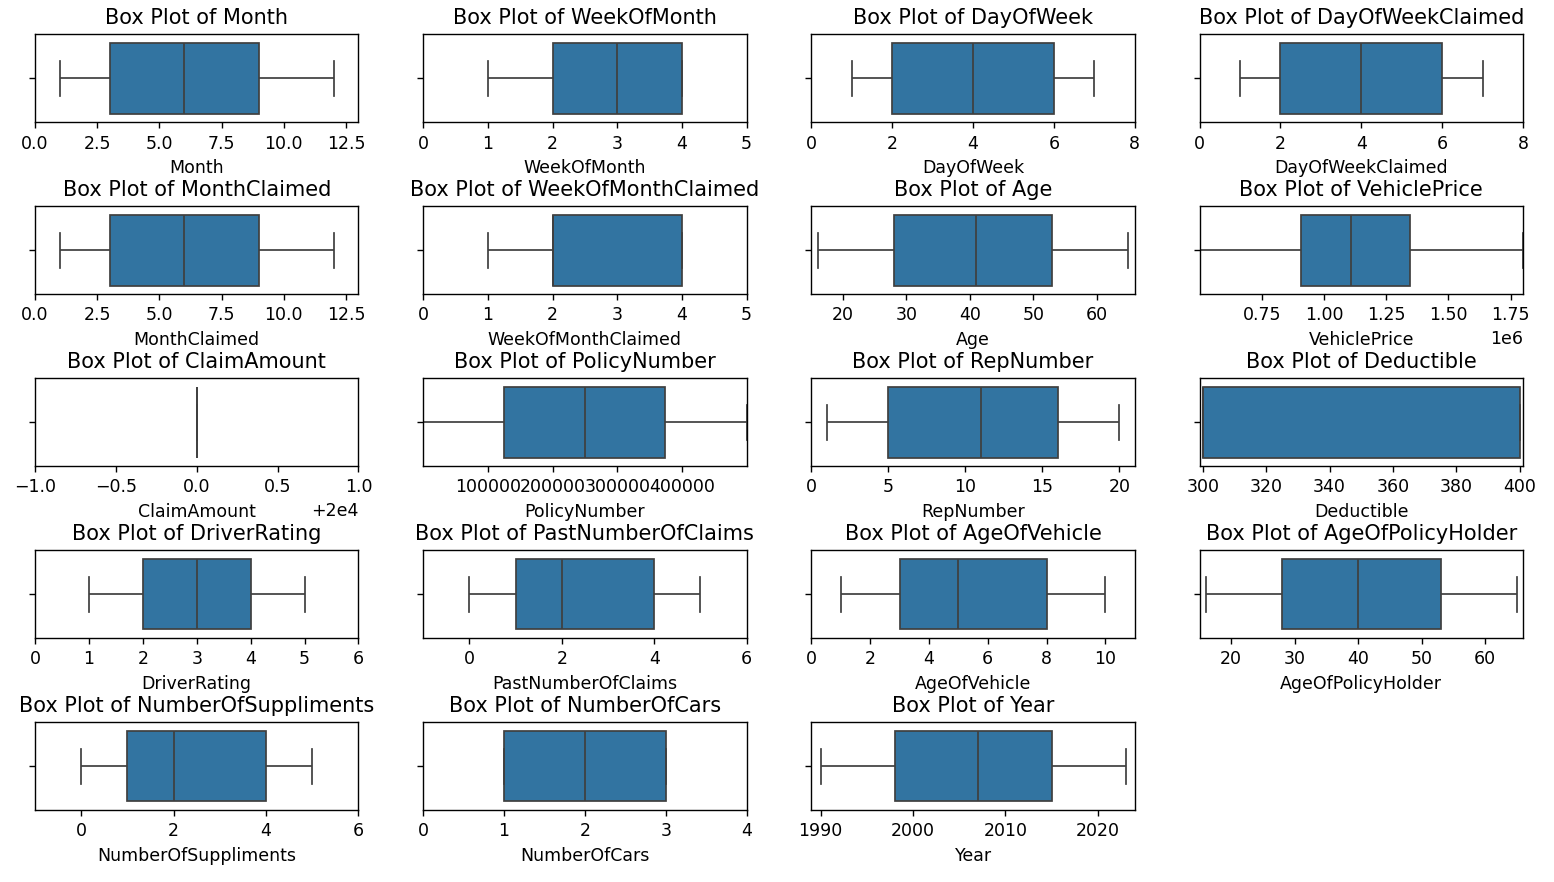 Box Plot of Month
Box Plot of WeekOfMonth
Box Plot of DayOfWeek
Box Plot of DayOfWeekClaimed
0.0 2.5 5.0 7.5 10.0 12.5
0 1 2 3 4 5
0 2 4 6 8
0 2 4 6 8
Month
WeekOfMonth
DayOfWeek
DayOfWeekClaimed
Box Plot of MonthClaimed
Box Plot of WeekOfMonthClaimed
Box Plot of Age
Box Plot of VehiclePrice
0.0 2.5 5.0 7.5 10.0 12.5
0 1 2 3 4 5
20 30 40 50 60
0.75 1.00 1.25 1.50 1.75
MonthClaimed
WeekOfMonthClaimed
Age
VehiclePrice
1e6
Box Plot of ClaimAmount
Box Plot of PolicyNumber
Box Plot of RepNumber
Box Plot of Deductible
−1.0 −0.5 0.0 0.5 1.0
100000 200000 300000 400000
0 5 10 15 20
300 320 340 360 380 400
ClaimAmount
+2e4
PolicyNumber
RepNumber
Deductible
Box Plot of DriverRating
Box Plot of PastNumberOfClaims
Box Plot of AgeOfVehicle
Box Plot of AgeOfPolicyHolder
0 1 2 3 4 5 6
0 2 4 6
0 2 4 6 8 10
20 30 40 50 60
DriverRating
PastNumberOfClaims
AgeOfVehicle
AgeOfPolicyHolder
Box Plot of NumberOfSuppliments
Box Plot of NumberOfCars
Box Plot of Year
0 2 4 6
0 1 2 3 4
1990 2000 2010 2020
NumberOfSuppliments
NumberOfCars
Year